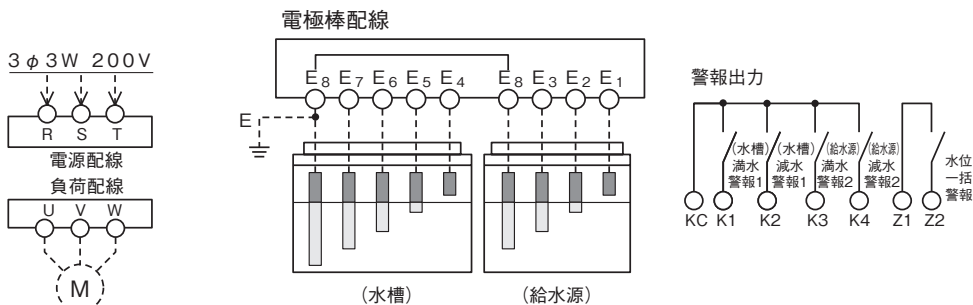 3φ3W 200V
R S T
電源配線
負荷配線
U V W
M
電極棒配線
E8 E7 E6 E5 E4 E8 E3 E2 E1
E
(水槽) (給水源)
警報出力
(水槽)
満水
警報1
(水槽)
減水
警報1
(給水源)
満水
警報2
(給水源)
減水
警報2
水位
一括
警報
KC K1 K2 K3 K4 Z1 Z2